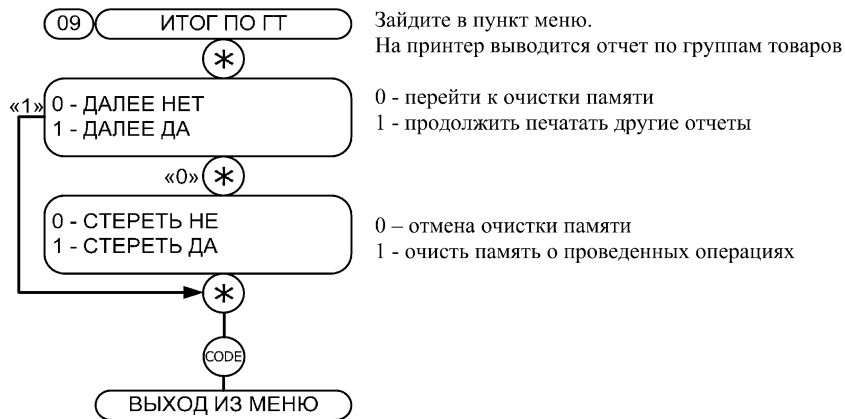 09 ИТОГ ПО ГТ Зайдите в пункт меню.
На принтер выводится отчет по группам товаров
*
«1» 0 - ДАЛЕЕ НЕТ 0 - перейти к очистки памяти
1 - ДАЛЕЕ ДА 1 - продолжить печатать другие отчеты
«0» *
0 - СТЕРЕТЬ НЕ 0 – отмена очистки памяти
1 - СТЕРЕТЬ ДА 1 - очисть память о проведенных операциях
*
CODE
ВЫХОД ИЗ МЕНЮ